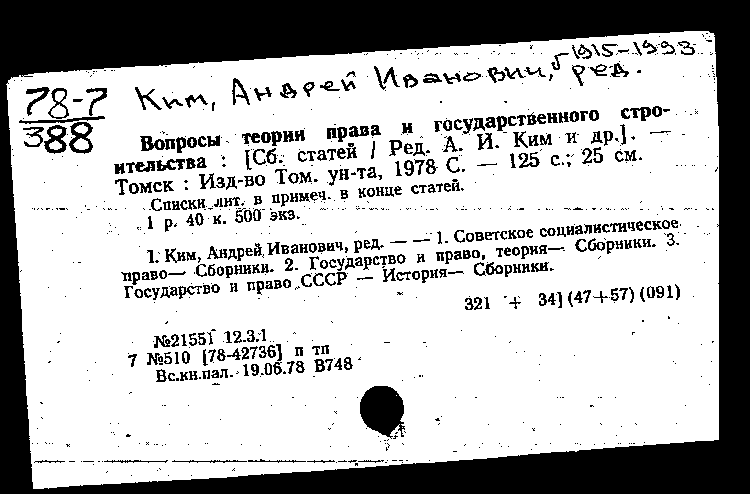 78-7
388
Ким, Андрей Иванович, 1915-1993
ред.
Вопросы теории права и государственного стро-
ительства : [Сб. статей / Ред. А. И. Ким и др.]. —
Томск : Изд-во Том. ун-та, 1978 С. — 125 с.; 25 см.
Списки лит. в примеч. в конце статей.
1 р. 40 к. 500 экз.
1. Ким, Андрей Иванович, ред. — — 1. Советское социалистическое
право— Сборники. 2. Государство и право, теория— Сборники. 3.
Государство и право СССР — История— Сборники.
321 + 34] (47+57) (091)
№21551 12.3.1
7 №510 [78-42736] п тп
Вс.кн.пал. 19.06.78 В748